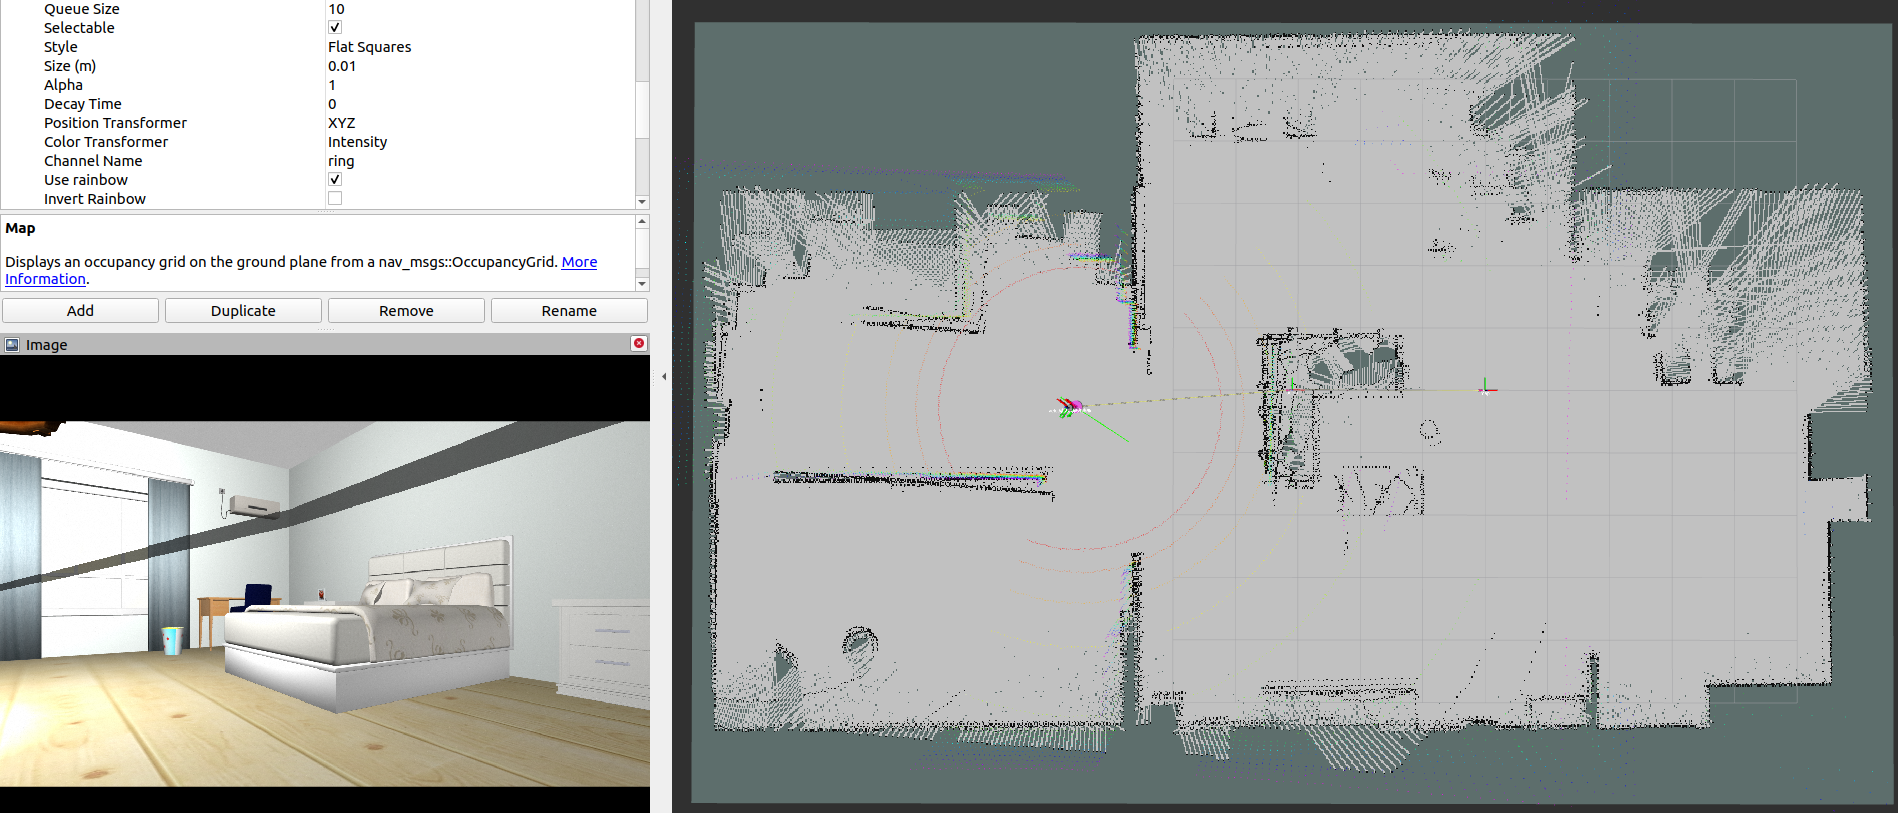 Queue Size 10
Selectable
Style Flat Squares
Size (m) 0.01
Alpha 1
Decay Time 0
Position Transformer XYZ
Color Transformer Intensity
Channel Name ring
Use rainbow
Invert Rainbow
Map
Displays an occupancy grid on the ground plane from a nav_msgs::OccupancyGrid. More
Information.
Add Duplicate Remove Rename
Image